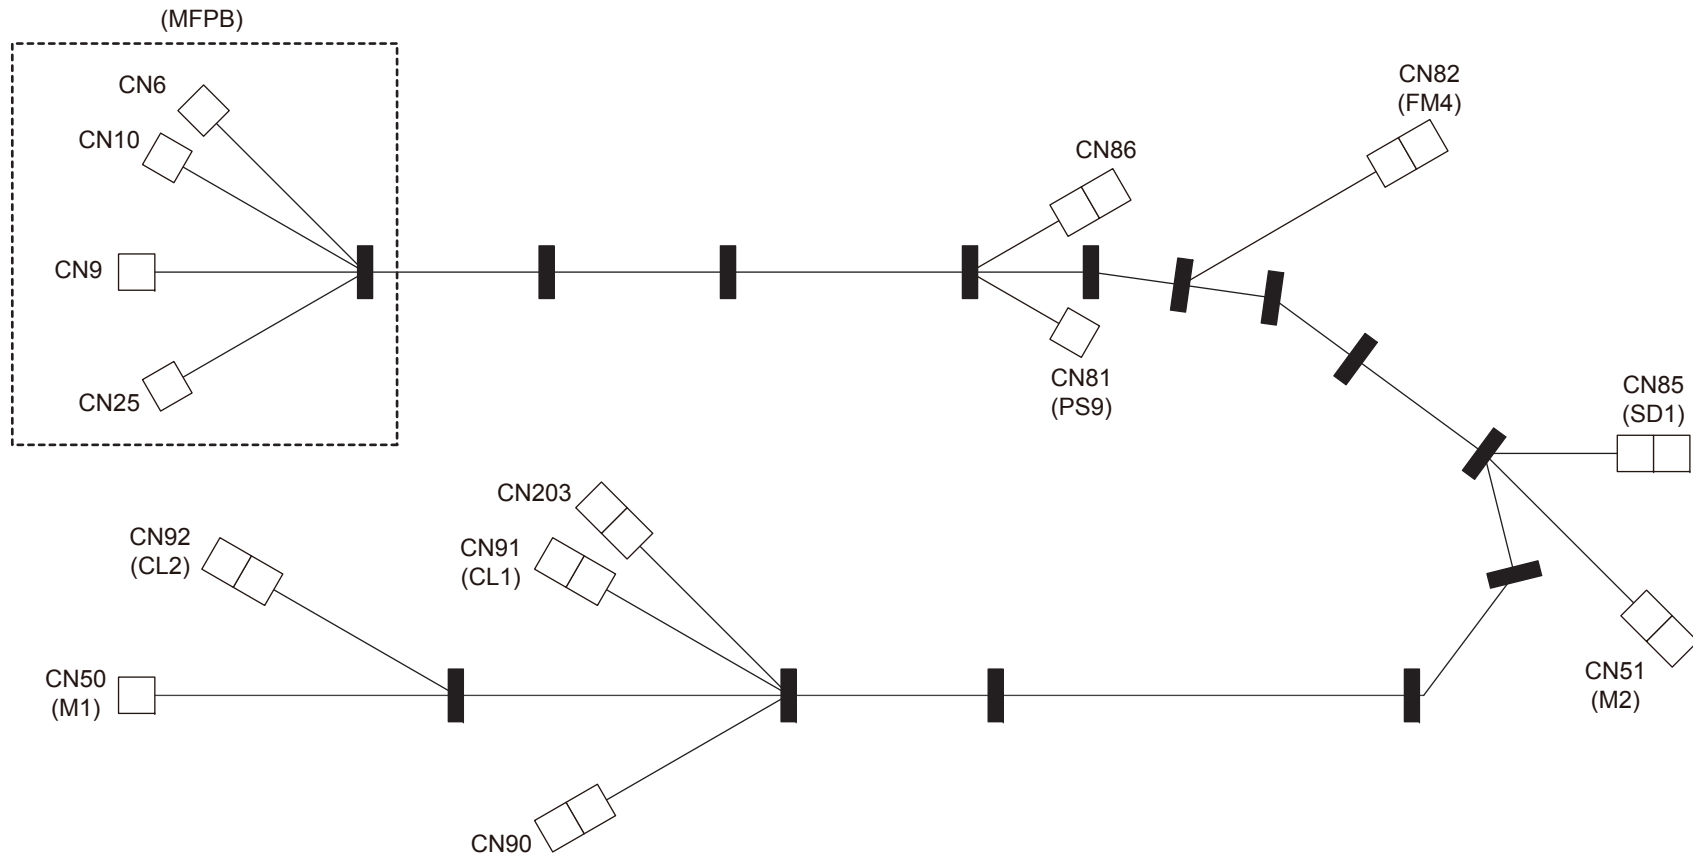 (MFPB)
CN6
CN10
CN9
CN25
CN86
CN82
(FM4)
CN81
(PS9)
CN85
(SD1)
CN51
(M2)
CN203
CN91
(CL1)
CN92
(CL2)
CN50
(M1)
CN90